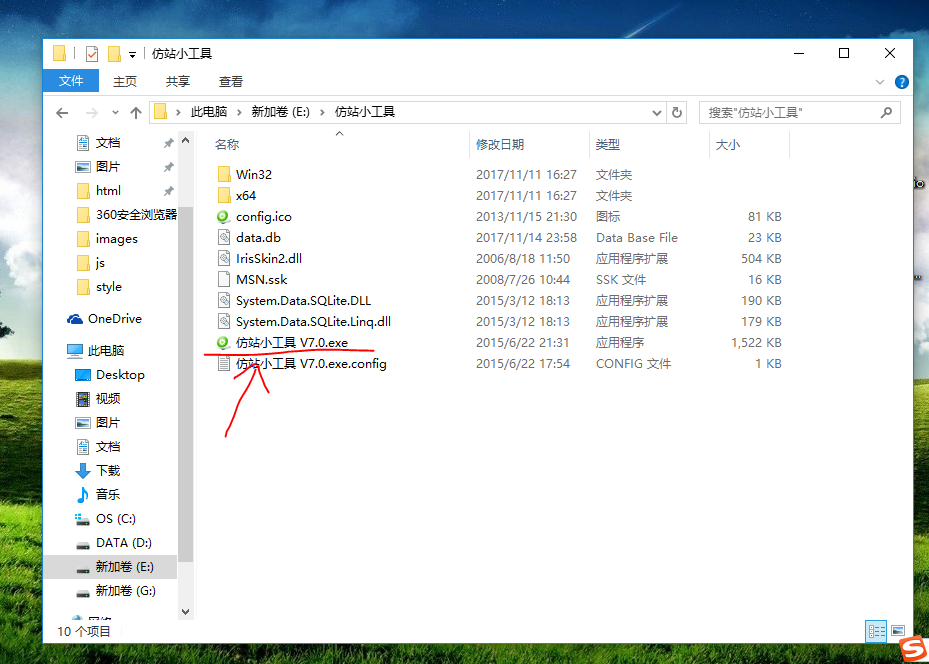 仿站小工具
文件 主页 共享 查看
此电脑 新加卷 (E:) 仿站小工具 搜索"仿站小工具"
名称 修改日期 类型 大小
文档
图片
html
360安全浏览器
images
js
style
OneDrive
此电脑
Desktop
视频
图片
文档
下载
音乐
OS (C:)
DATA (D:)
新加卷 (E:)
新加卷 (G:)
网络
Win32 2017/11/11 16:27 文件夹
x64 2017/11/11 16:27 文件夹
config.ico 2013/11/15 21:30 图标 81 KB
data.db 2017/11/14 23:58 Data Base File 23 KB
IrisSkin2.dll 2006/8/18 11:50 应用程序扩展 504 KB
MSN.ssk 2008/7/26 10:44 SSK 文件 16 KB
System.Data.SQLite.DLL 2015/3/12 18:13 应用程序扩展 190 KB
System.Data.SQLite.Linq.dll 2015/3/12 18:13 应用程序扩展 179 KB
仿站小工具 V7.0.exe 2015/6/22 21:31 应用程序 1,522 KB
仿站小工具 V7.0.exe.config 2015/6/22 17:54 CONFIG 文件 1 KB
10 个项目